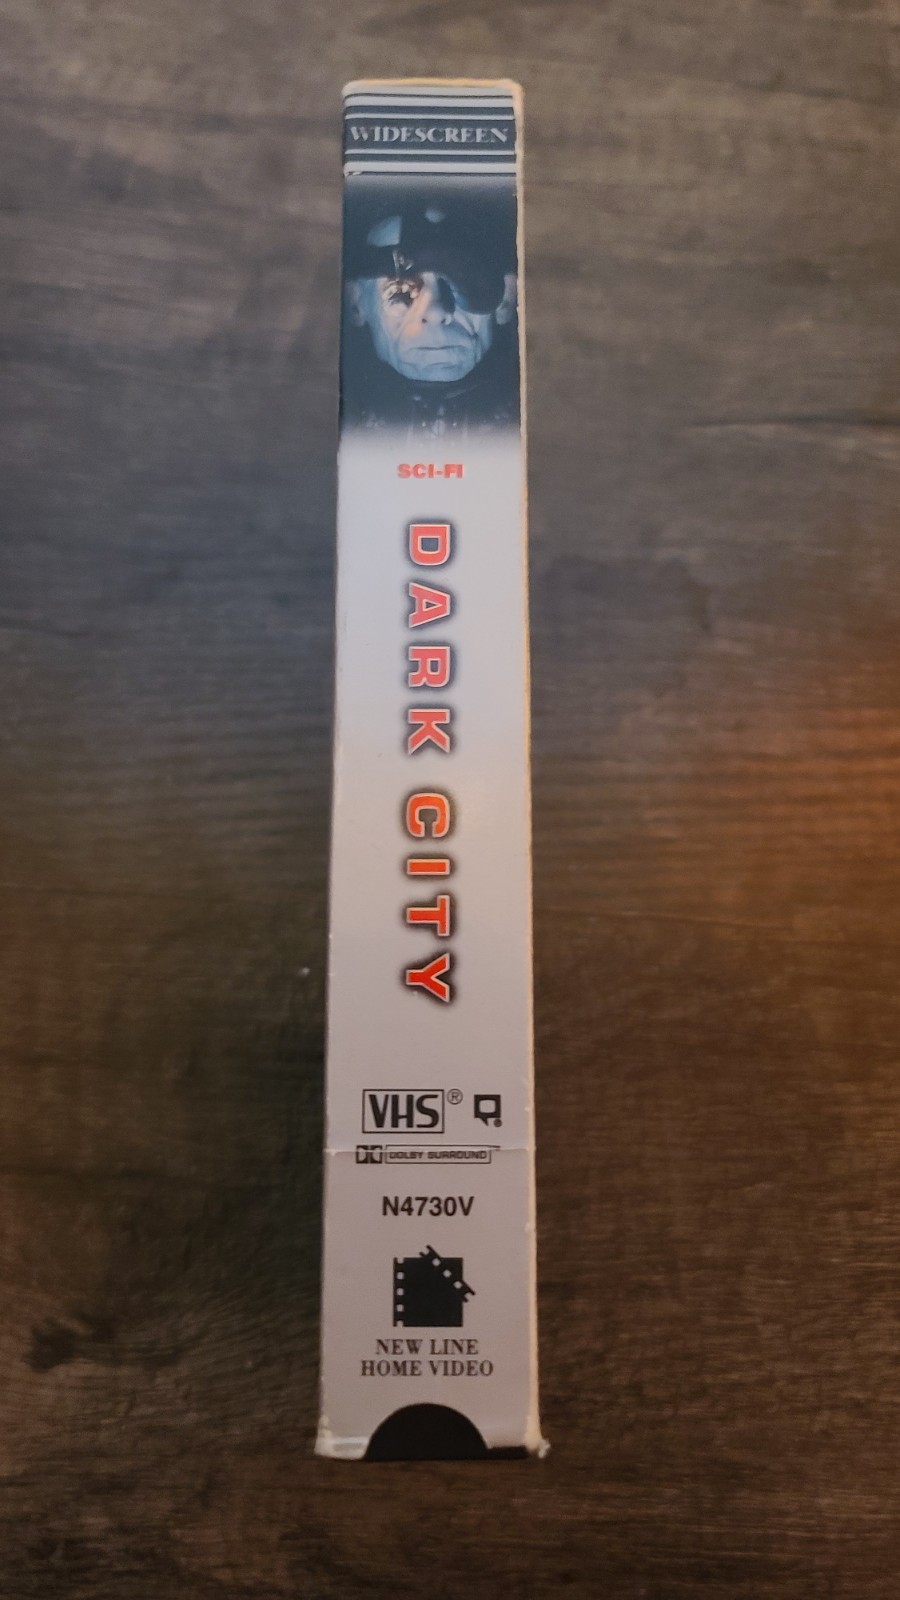 WIDESCREEN
SCI-FI
DARK CITY
VHS®
DOLBY SURROUND
N4730V
NEW LINE
HOME VIDEO